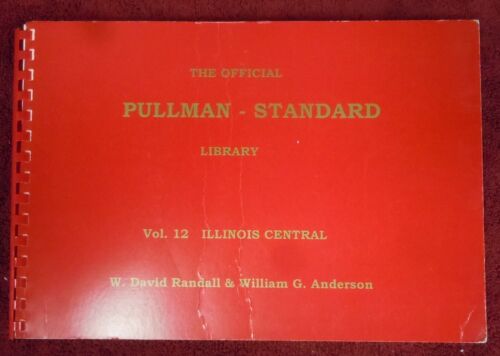 THE OFFICIAL
PULLMAN - STANDARD
LIBRARY
Vol. 12 ILLINOIS CENTRAL
W. David Randall & William G. Anderson